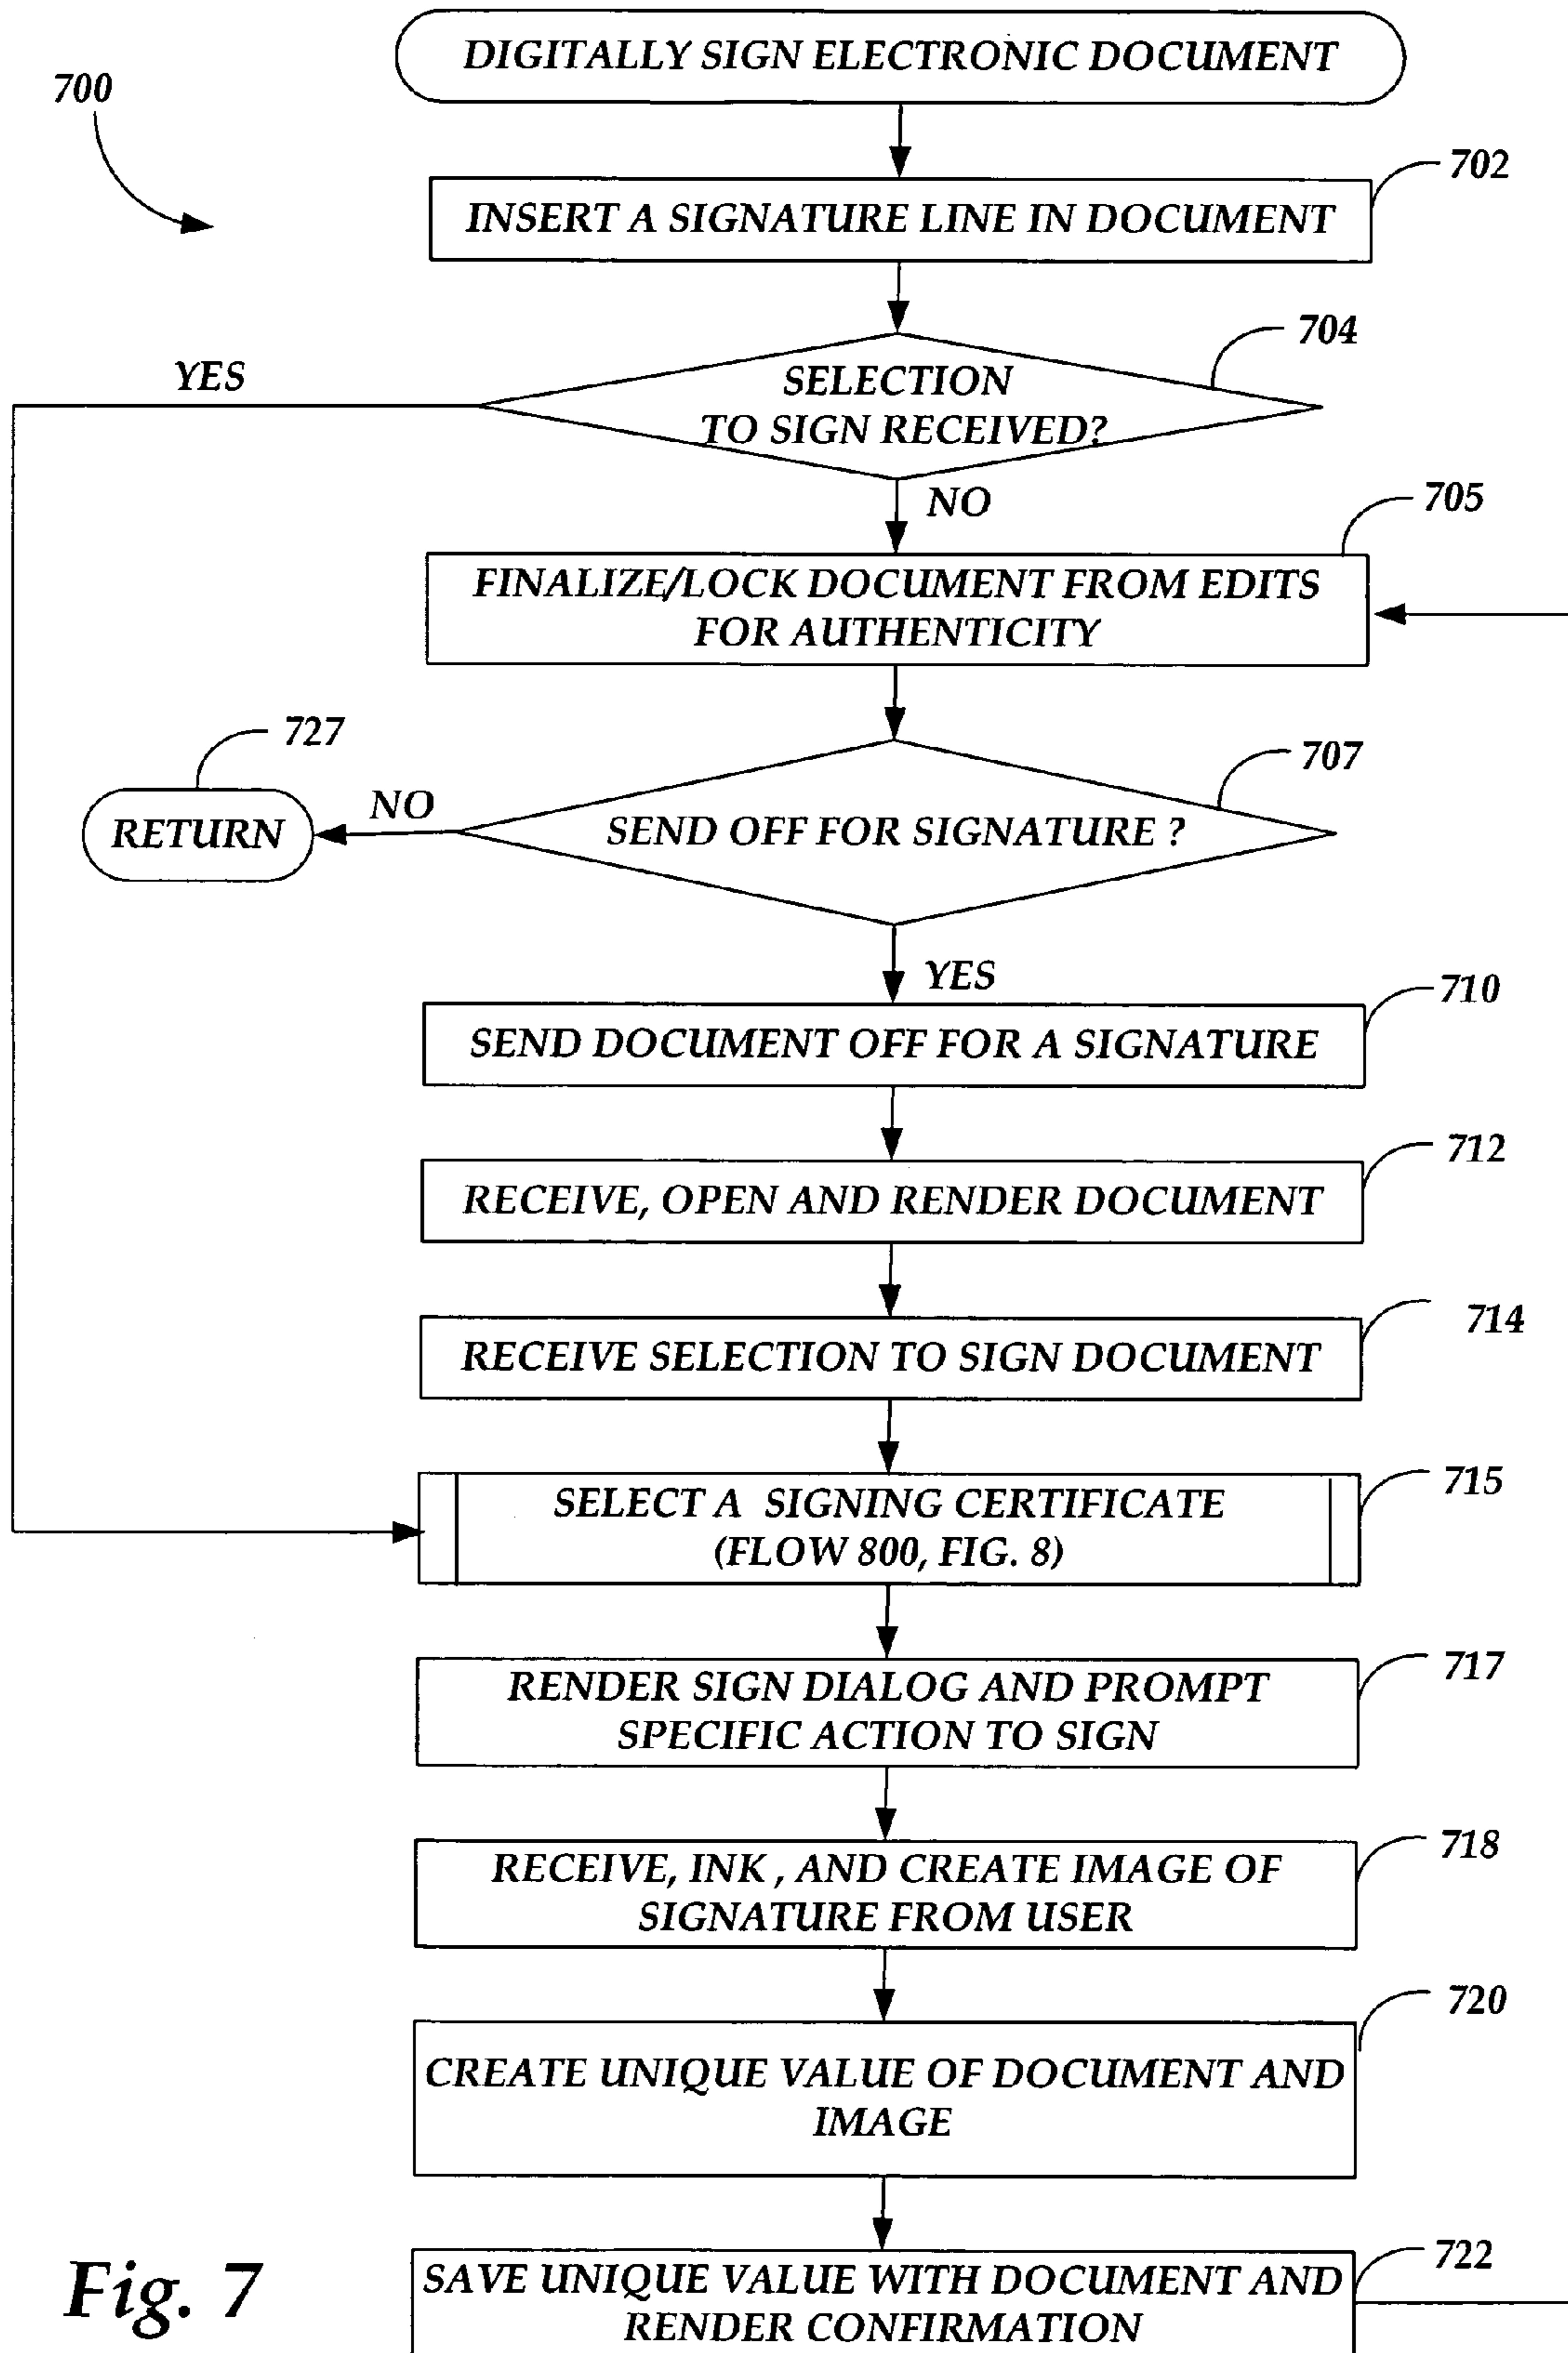 DIGITALLY SIGN ELECTRONIC DOCUMENT
700
702
INSERT A SIGNATURE LINE IN DOCUMENT
704
YES
SELECTION
TO SIGN RECEIVED?
NO
705
FINALIZE/LOCK DOCUMENT FROM EDITS
FOR AUTHENTICITY
727
707
NO
RETURN
SEND OFF FOR SIGNATURE ?
YES
710
SEND DOCUMENT OFF FOR A SIGNATURE
712
RECEIVE, OPEN AND RENDER DOCUMENT
714
RECEIVE SELECTION TO SIGN DOCUMENT
715
SELECT A SIGNING CERTIFICATE
(FLOW 800, FIG. 8)
717
RENDER SIGN DIALOG AND PROMPT
SPECIFIC ACTION TO SIGN
718
RECEIVE, INK , AND CREATE IMAGE OF
SIGNATURE FROM USER
720
CREATE UNIQUE VALUE OF DOCUMENT AND
IMAGE
722
SAVE UNIQUE VALUE WITH DOCUMENT AND
RENDER CONFIRMATION
Fig. 7